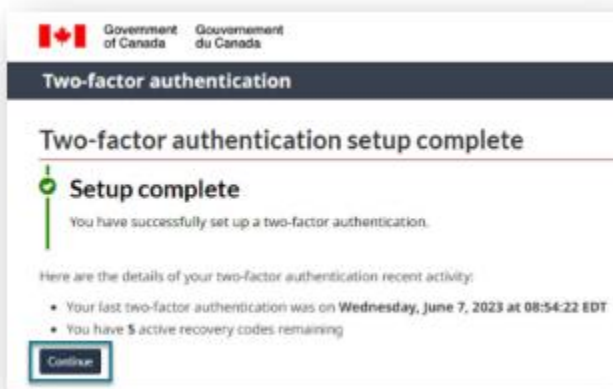 Government Gouvernement
of Canada du Canada
Two-factor authentication
Two-factor authentication setup complete
Setup complete
You have successfully set up a two-factor authentication.
Here are the details of your two-factor authentication recent activity:
• Your last two-factor authentication was on Wednesday, June 7, 2023 at 08:54:22 EDT
• You have 5 active recovery codes remaining
Continue